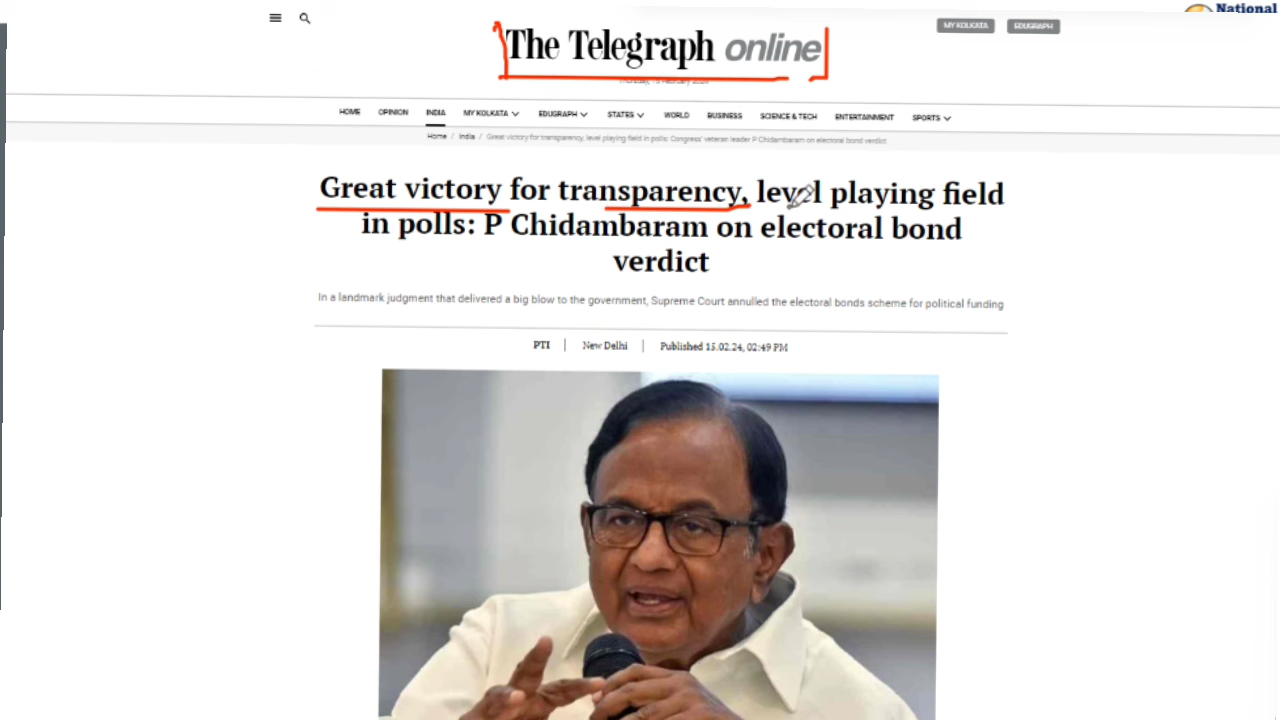 National
MY KOLKATA EDUGRAPH
The Telegraph online
HOME OPINION INDIA MY KOLKATA EDUGRAPH STATES WORLD BUSINESS SCIENCE & TECH ENTERTAINMENT SPORTS
Home / India / Great victory for transparency, level playing field in polls: Congress' veteran leader P Chidambaram on electoral bond verdict
Great victory for transparency, level playing field
in polls: P Chidambaram on electoral bond
verdict
In a landmark judgment that delivered a big blow to the government, Supreme Court annulled the electoral bonds scheme for political funding
PTI | New Delhi | Published 15.02.24, 02:49 PM